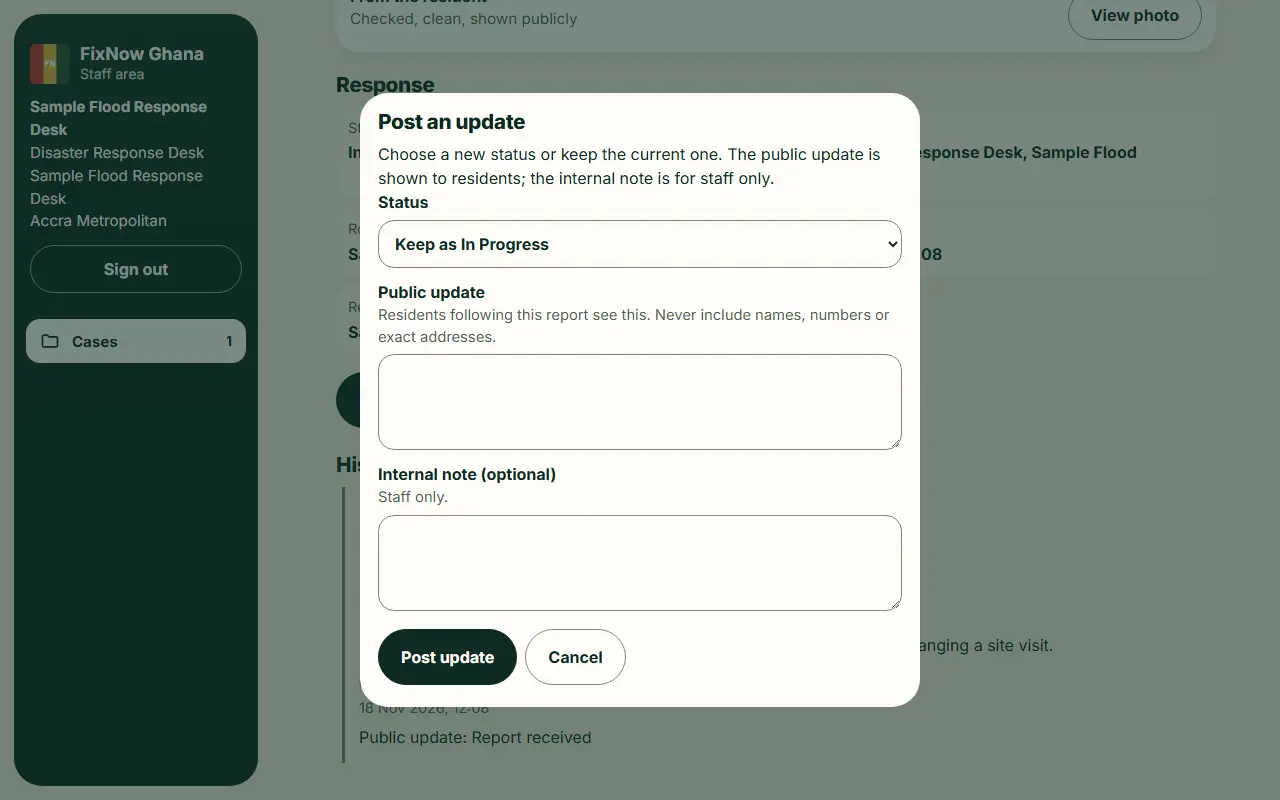 FixNow Ghana
Staff area
Sample Flood Response
Desk
Disaster Response Desk
Sample Flood Response
Desk
Accra Metropolitan
Sign out
Cases 1
Checked, clean, shown publicly
View photo
Response
Post an update
Choose a new status or keep the current one. The public update is
shown to residents; the internal note is for staff only.
Status
Keep as In Progress
Public update
Residents following this report see this. Never include names, numbers or
exact addresses.
Internal note (optional)
Staff only.
Post update
Cancel
Desk, Sample Flood
08
a site visit.
18 Nov 2026, 12:08
Public update: Report received